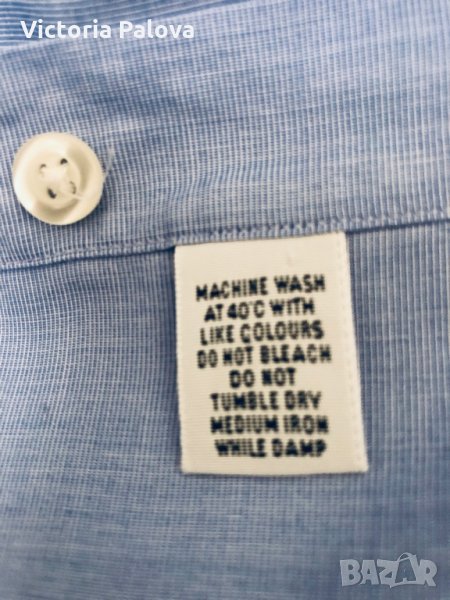 Victoria Palova
MACHINE WASH
AT 40°C WITH
LIKE COLOURS
DO NOT BLEACH
DO NOT
TUMBLE DRY
MEDIUM IRON
WHILE DAMP
BAZAR